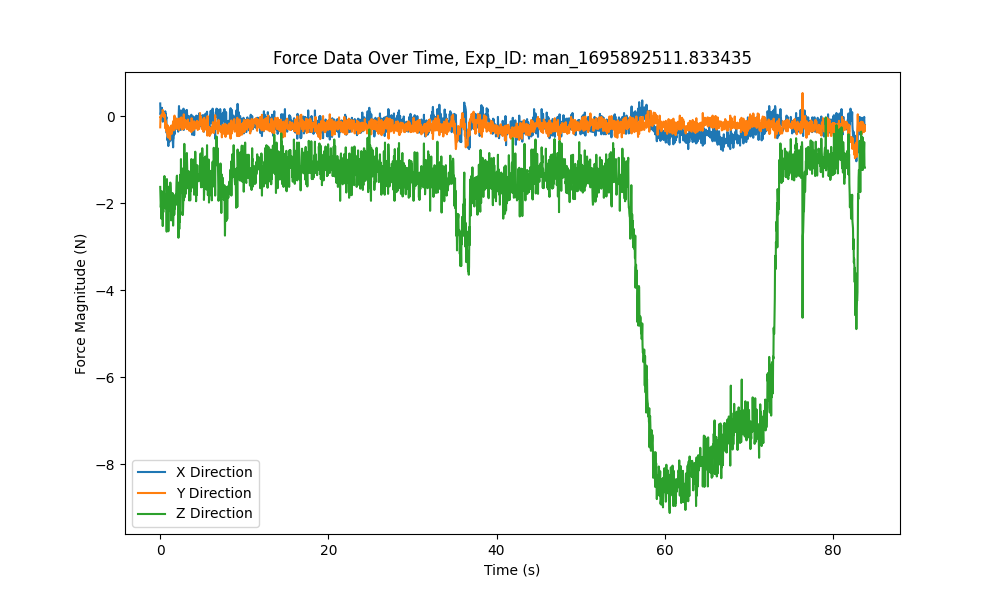 Force Data Over Time, Exp_ID: man_1695892511.833435
Force Magnitude (N)
0
−2
−4
−6
−8
X Direction
Y Direction
Z Direction
0
20
40
60
80
Time (s)